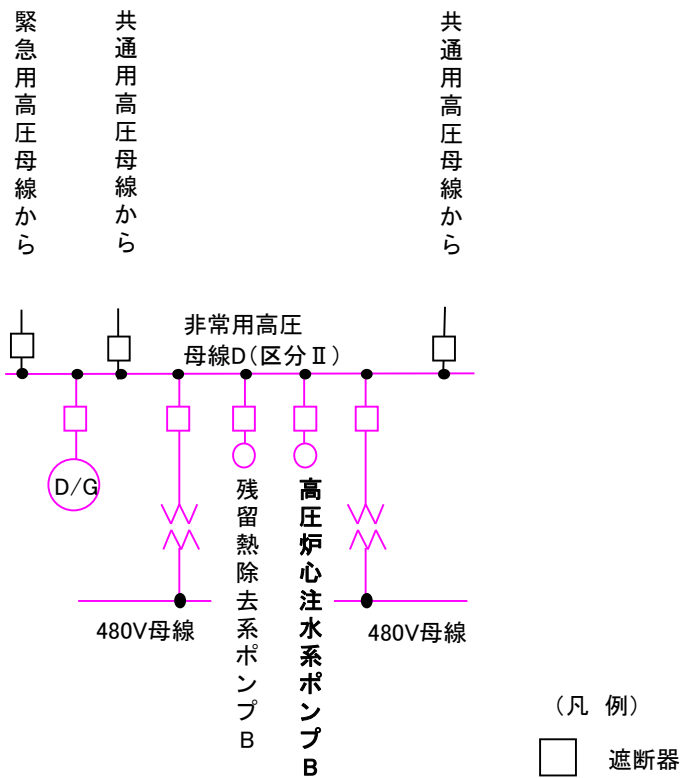 緊急用高圧母線から
共通用高圧母線から
共通用高圧母線から
非常用高圧
母線D(区分Ⅱ)
D/G
残留熱除去系ポンプB
高圧炉心注水系ポンプB
480V母線
480V母線
(凡 例)
遮断器